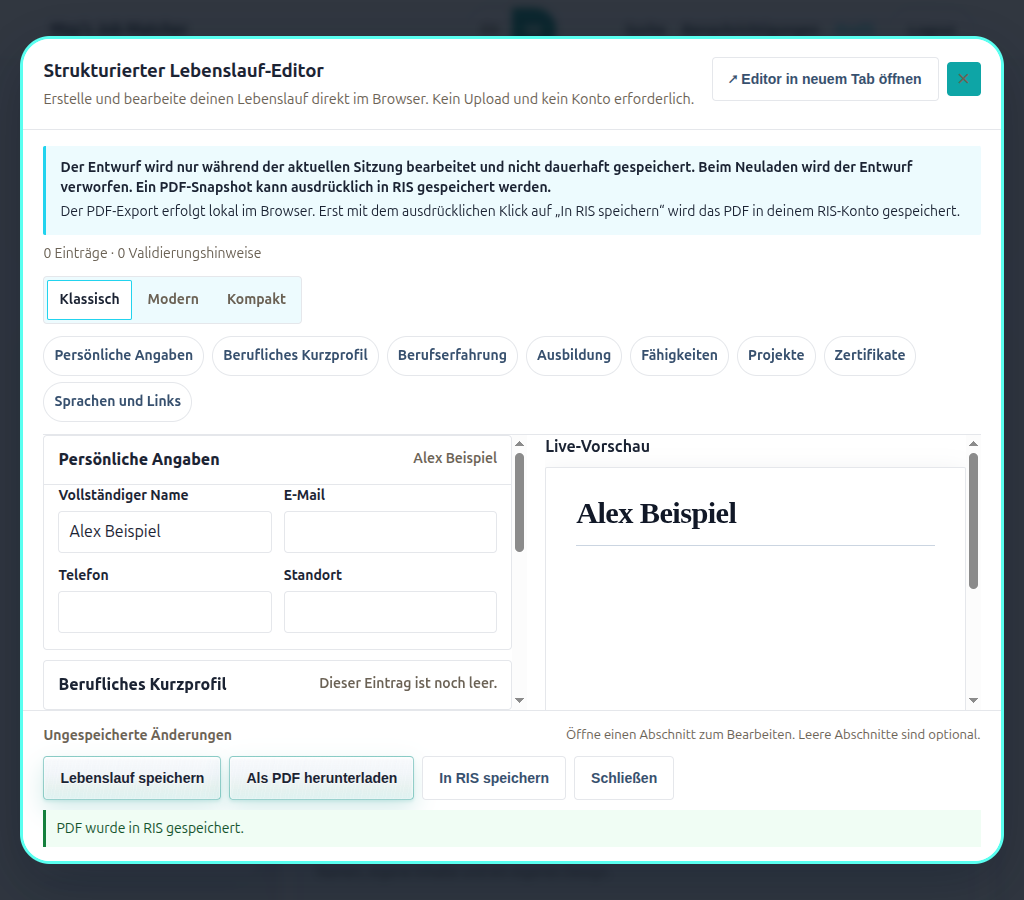 Strukturierter Lebenslauf-Editor
Erstelle und bearbeite deinen Lebenslauf direkt im Browser. Kein Upload und kein Konto erforderlich.
↗ Editor in neuem Tab öffnen
×
Der Entwurf wird nur während der aktuellen Sitzung bearbeitet und nicht dauerhaft gespeichert. Beim Neuladen wird der Entwurf
verworfen. Ein PDF-Snapshot kann ausdrücklich in RIS gespeichert werden.
Der PDF-Export erfolgt lokal im Browser. Erst mit dem ausdrücklichen Klick auf „In RIS speichern“ wird das PDF in deinem RIS-Konto gespeichert.
0 Einträge · 0 Validierungshinweise
Klassisch Modern Kompakt
Persönliche Angaben Berufliches Kurzprofil Berufserfahrung Ausbildung Fähigkeiten Projekte Zertifikate
Sprachen und Links
Persönliche Angaben Alex Beispiel
Vollständiger Name E-Mail
Alex Beispiel
Telefon Standort
Berufliches Kurzprofil Dieser Eintrag ist noch leer.
Live-Vorschau
Alex Beispiel
Ungespeicherte Änderungen Öffne einen Abschnitt zum Bearbeiten. Leere Abschnitte sind optional.
Lebenslauf speichern Als PDF herunterladen In RIS speichern Schließen
PDF wurde in RIS gespeichert.